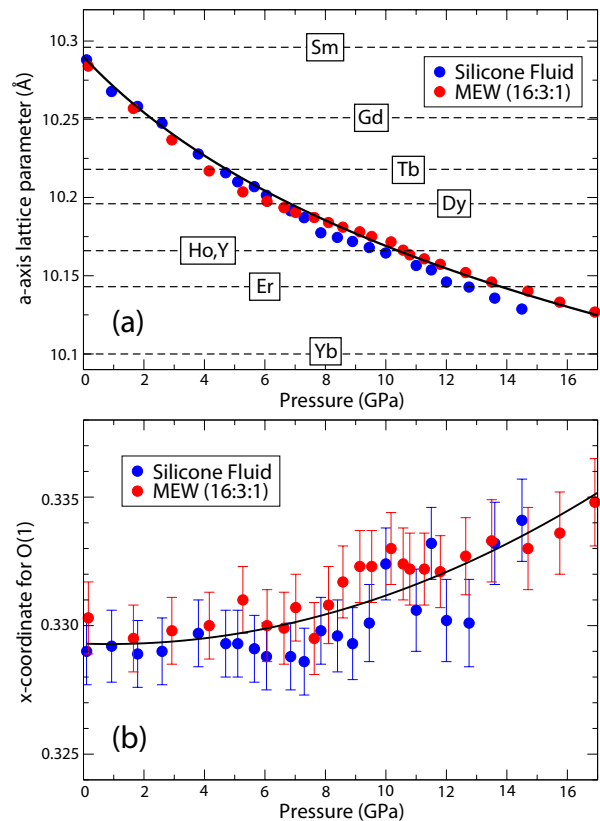 10.3
Sm
Silicone Fluid
MEW (16:3:1)
10.25
Gd
a-axis lattice parameter (Å)
Tb
10.2
Dy
Ho,Y
10.15
Er
(a)
10.1
Yb
0 2 4 6 8 10 12 14 16
Pressure (GPa)
Silicone Fluid
MEW (16:3:1)
0.335
x-coordinate for O(1)
0.330
(b)
0.325
0 2 4 6 8 10 12 14 16
Pressure (GPa)